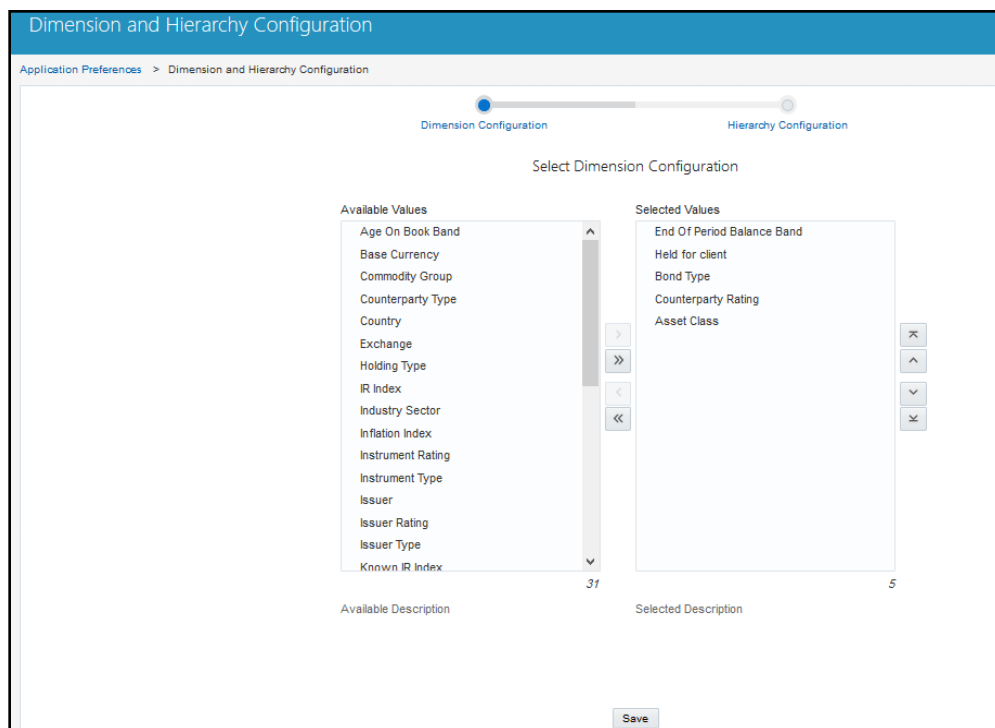 Dimension and Hierarchy Configuration
Application Preferences > Dimension and Hierarchy Configuration
Dimension Configuration
Hierarchy Configuration
Select Dimension Configuration
Available Values
Age On Book Band
Base Currency
Commodity Group
Counterparty Type
Country
Exchange
Holding Type
IR Index
Industry Sector
Inflation Index
Instrument Rating
Instrument Type
Issuer
Issuer Rating
Issuer Type
Known IR Index
31
Available Description
Selected Values
End Of Period Balance Band
Held for client
Bond Type
Counterparty Rating
Asset Class
5
Selected Description
Save